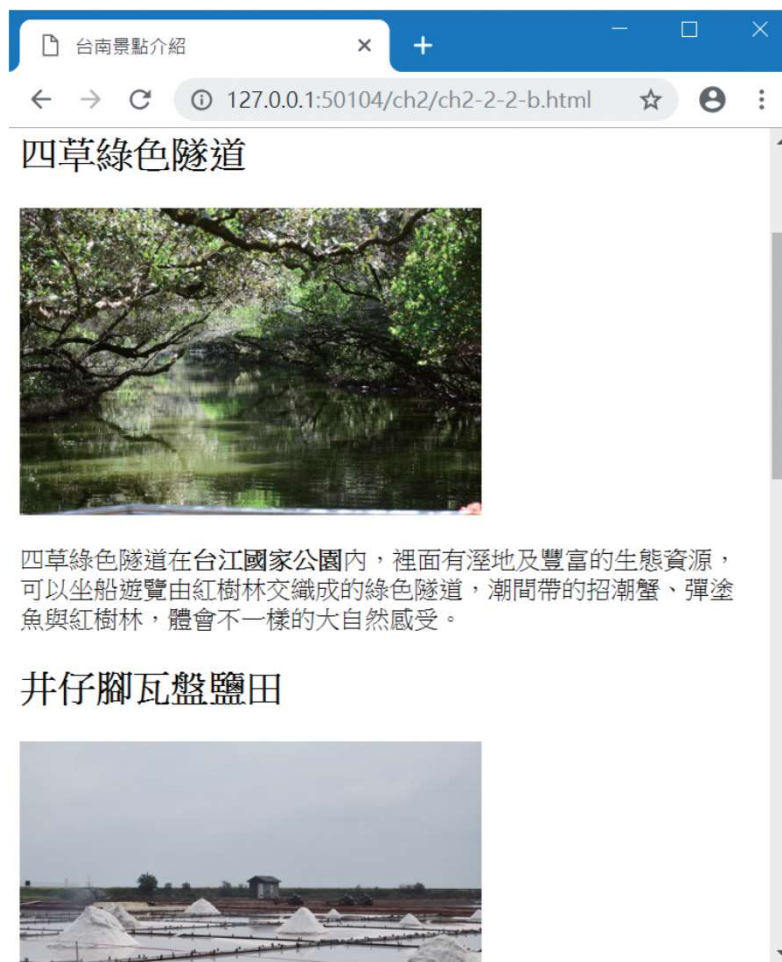 台南景點介紹
127.0.0.1:50104/ch2/ch2-2-2-b.html
四草綠色隧道
四草綠色隧道在台江國家公園內，裡面有溼地及豐富的生態資源，
可以坐船遊覽由紅樹林交織成的綠色隧道，潮間帶的招潮蟹、彈塗
魚與紅樹林，體會不一樣的大自然感受。
井仔腳瓦盤鹽田